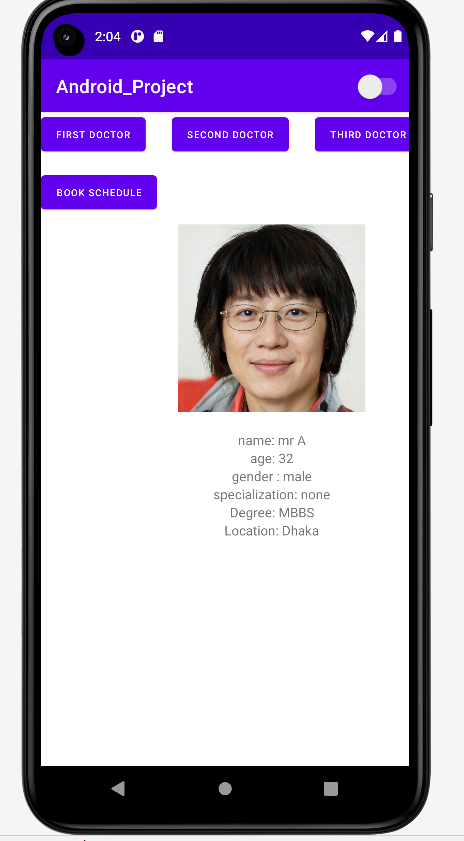 2:04
Android_Project
FIRST DOCTOR SECOND DOCTOR THIRD DOCTOR
BOOK SCHEDULE
name: mr A
age: 32
gender : male
specialization: none
Degree: MBBS
Location: Dhaka